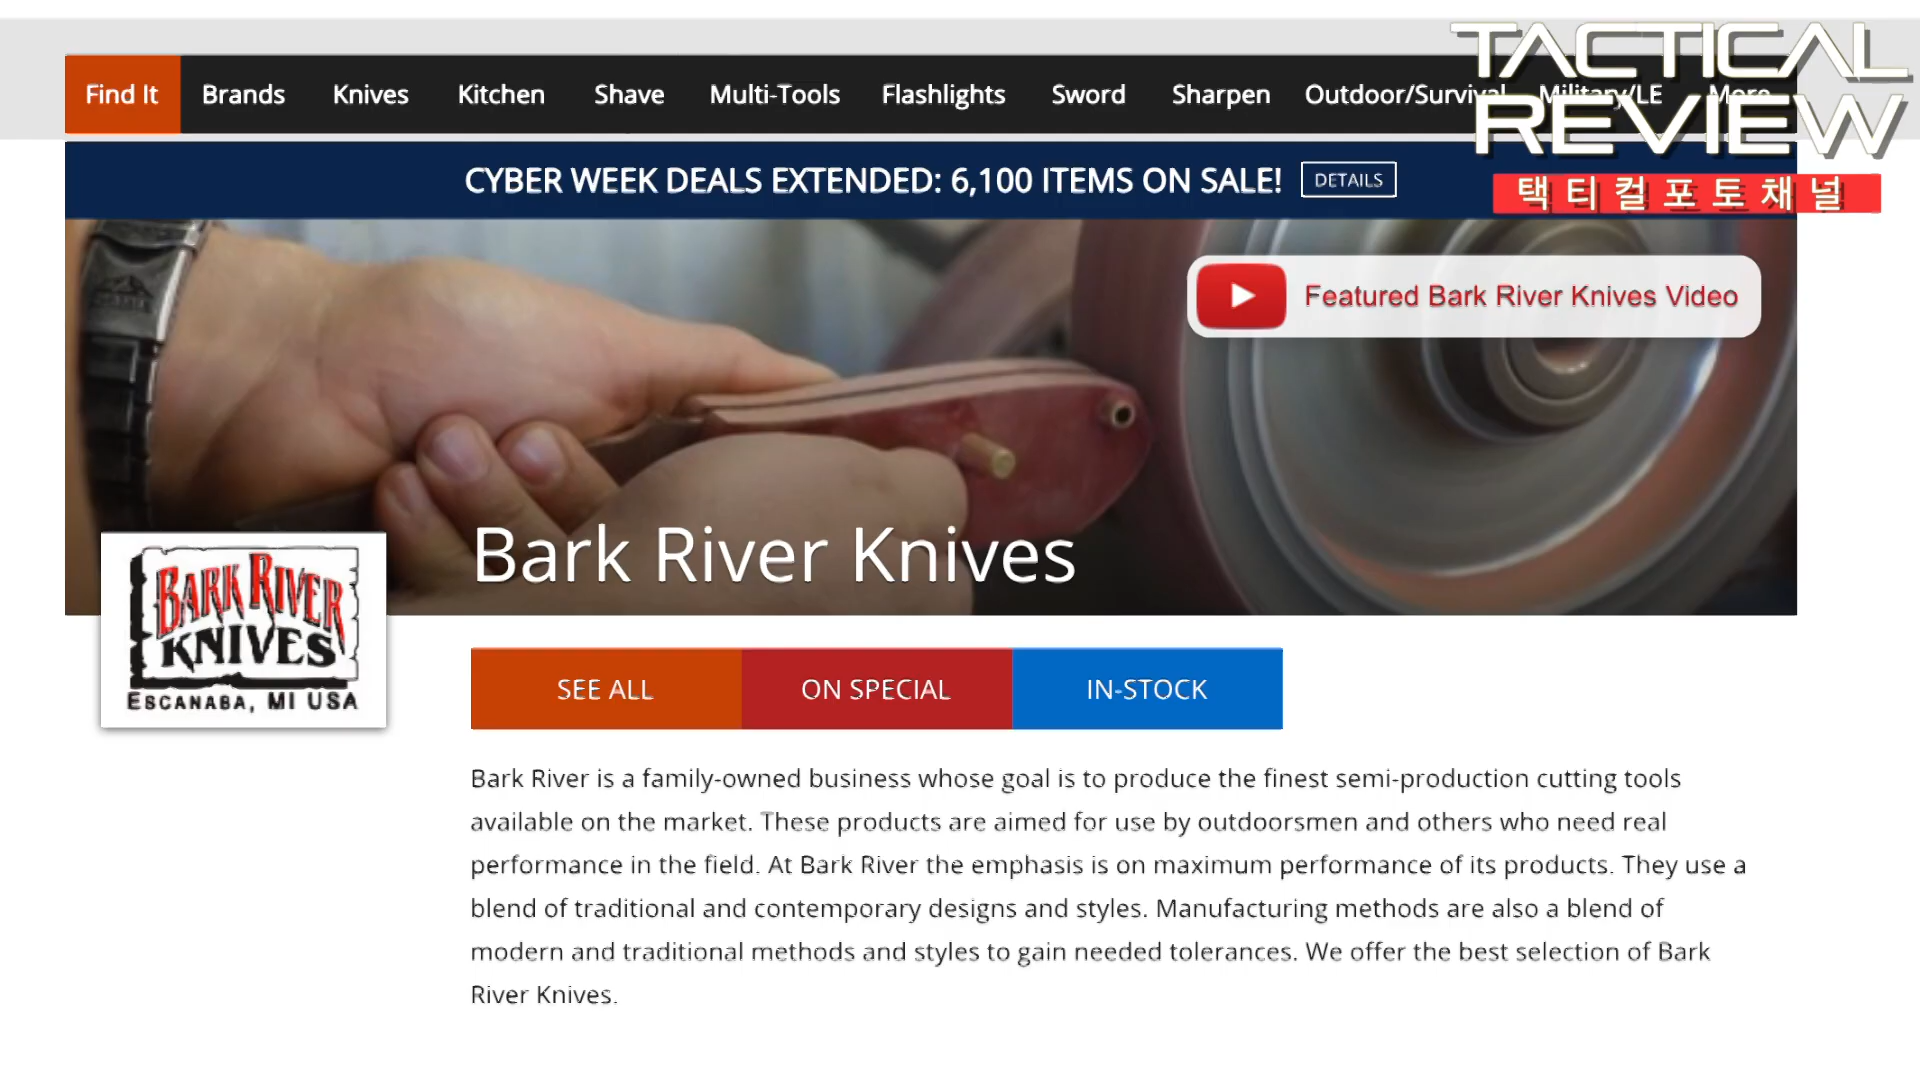 TACTICAL
REVIEW
택티컬포토채널
Find It Brands Knives Kitchen Shave Multi-Tools Flashlights Sword Sharpen Outdoor/Survival Military/LE More
CYBER WEEK DEALS EXTENDED: 6,100 ITEMS ON SALE! DETAILS
Featured Bark River Knives Video
Bark River Knives
BARK RIVER
KNIVES
ESCANABA, MI USA
SEE ALL ON SPECIAL IN-STOCK
Bark River is a family-owned business whose goal is to produce the finest semi-production cutting tools
available on the market. These products are aimed for use by outdoorsmen and others who need real
performance in the field. At Bark River the emphasis is on maximum performance of its products. They use a
blend of traditional and contemporary designs and styles. Manufacturing methods are also a blend of
modern and traditional methods and styles to gain needed tolerances. We offer the best selection of Bark
River Knives.